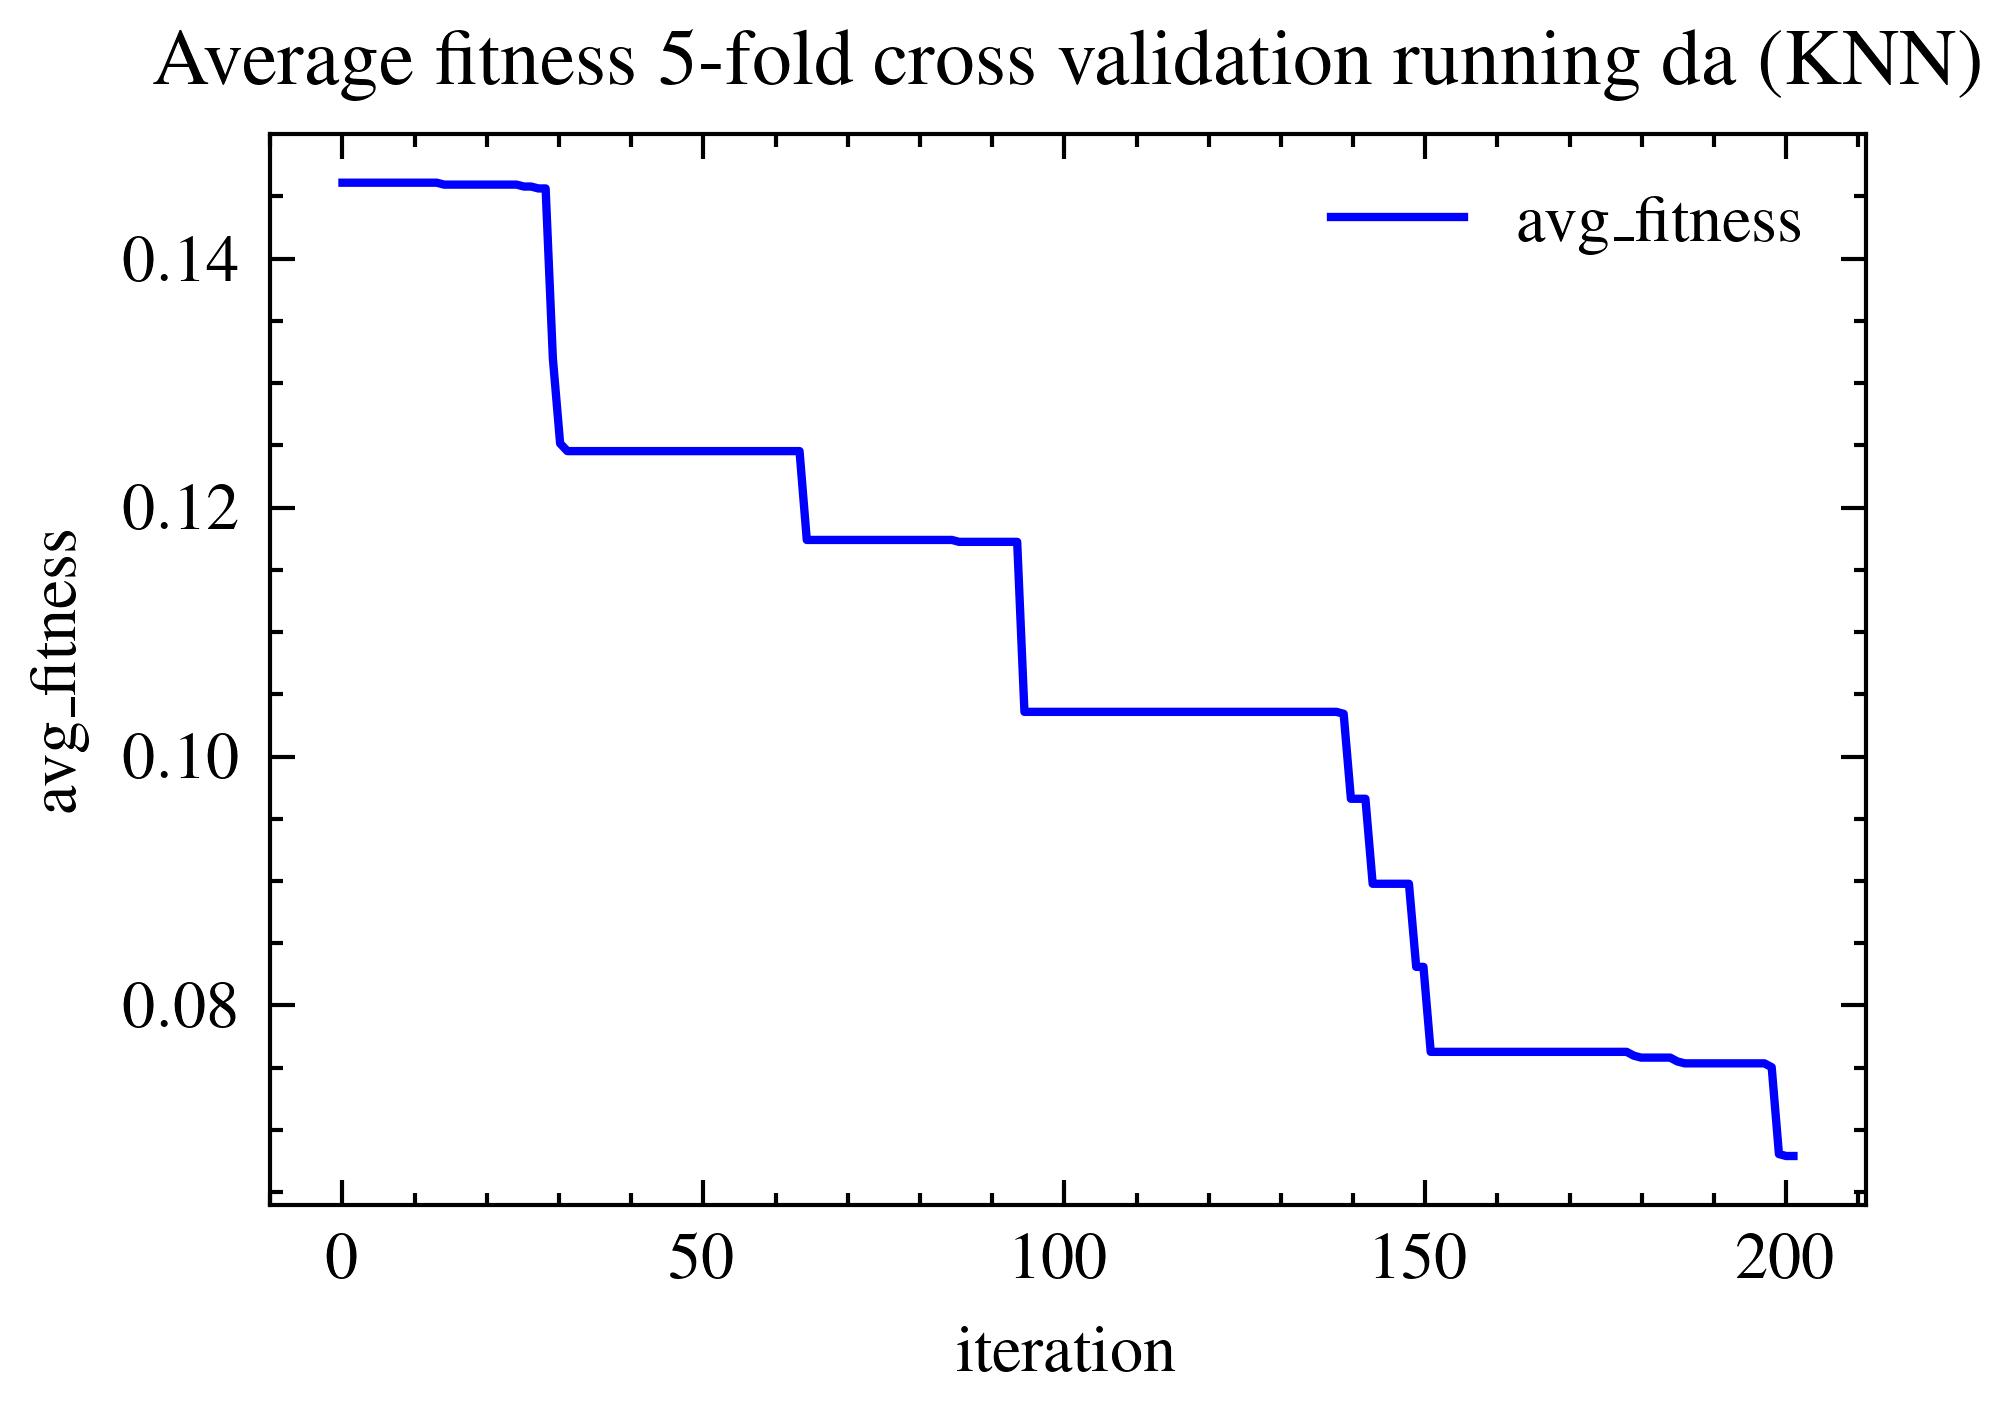 Average fitness 5-fold cross validation running da (KNN)
avg_fitness
0.14
0.12
0.10
0.08
avg_fitness
0 50 100 150 200
iteration